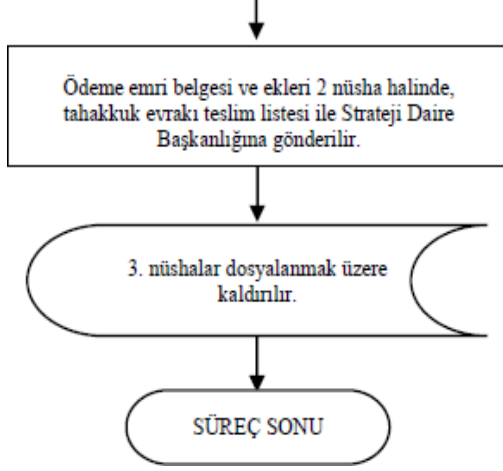 Ödeme emri belgesi ve ekleri 2 nüsha halinde,
tahakkuk evrakı teslim listesi ile Strateji Daire
Başkanlığına gönderilir.
3. nüshalar dosyalanmak üzere
kaldırılır.
SÜREÇ SONU